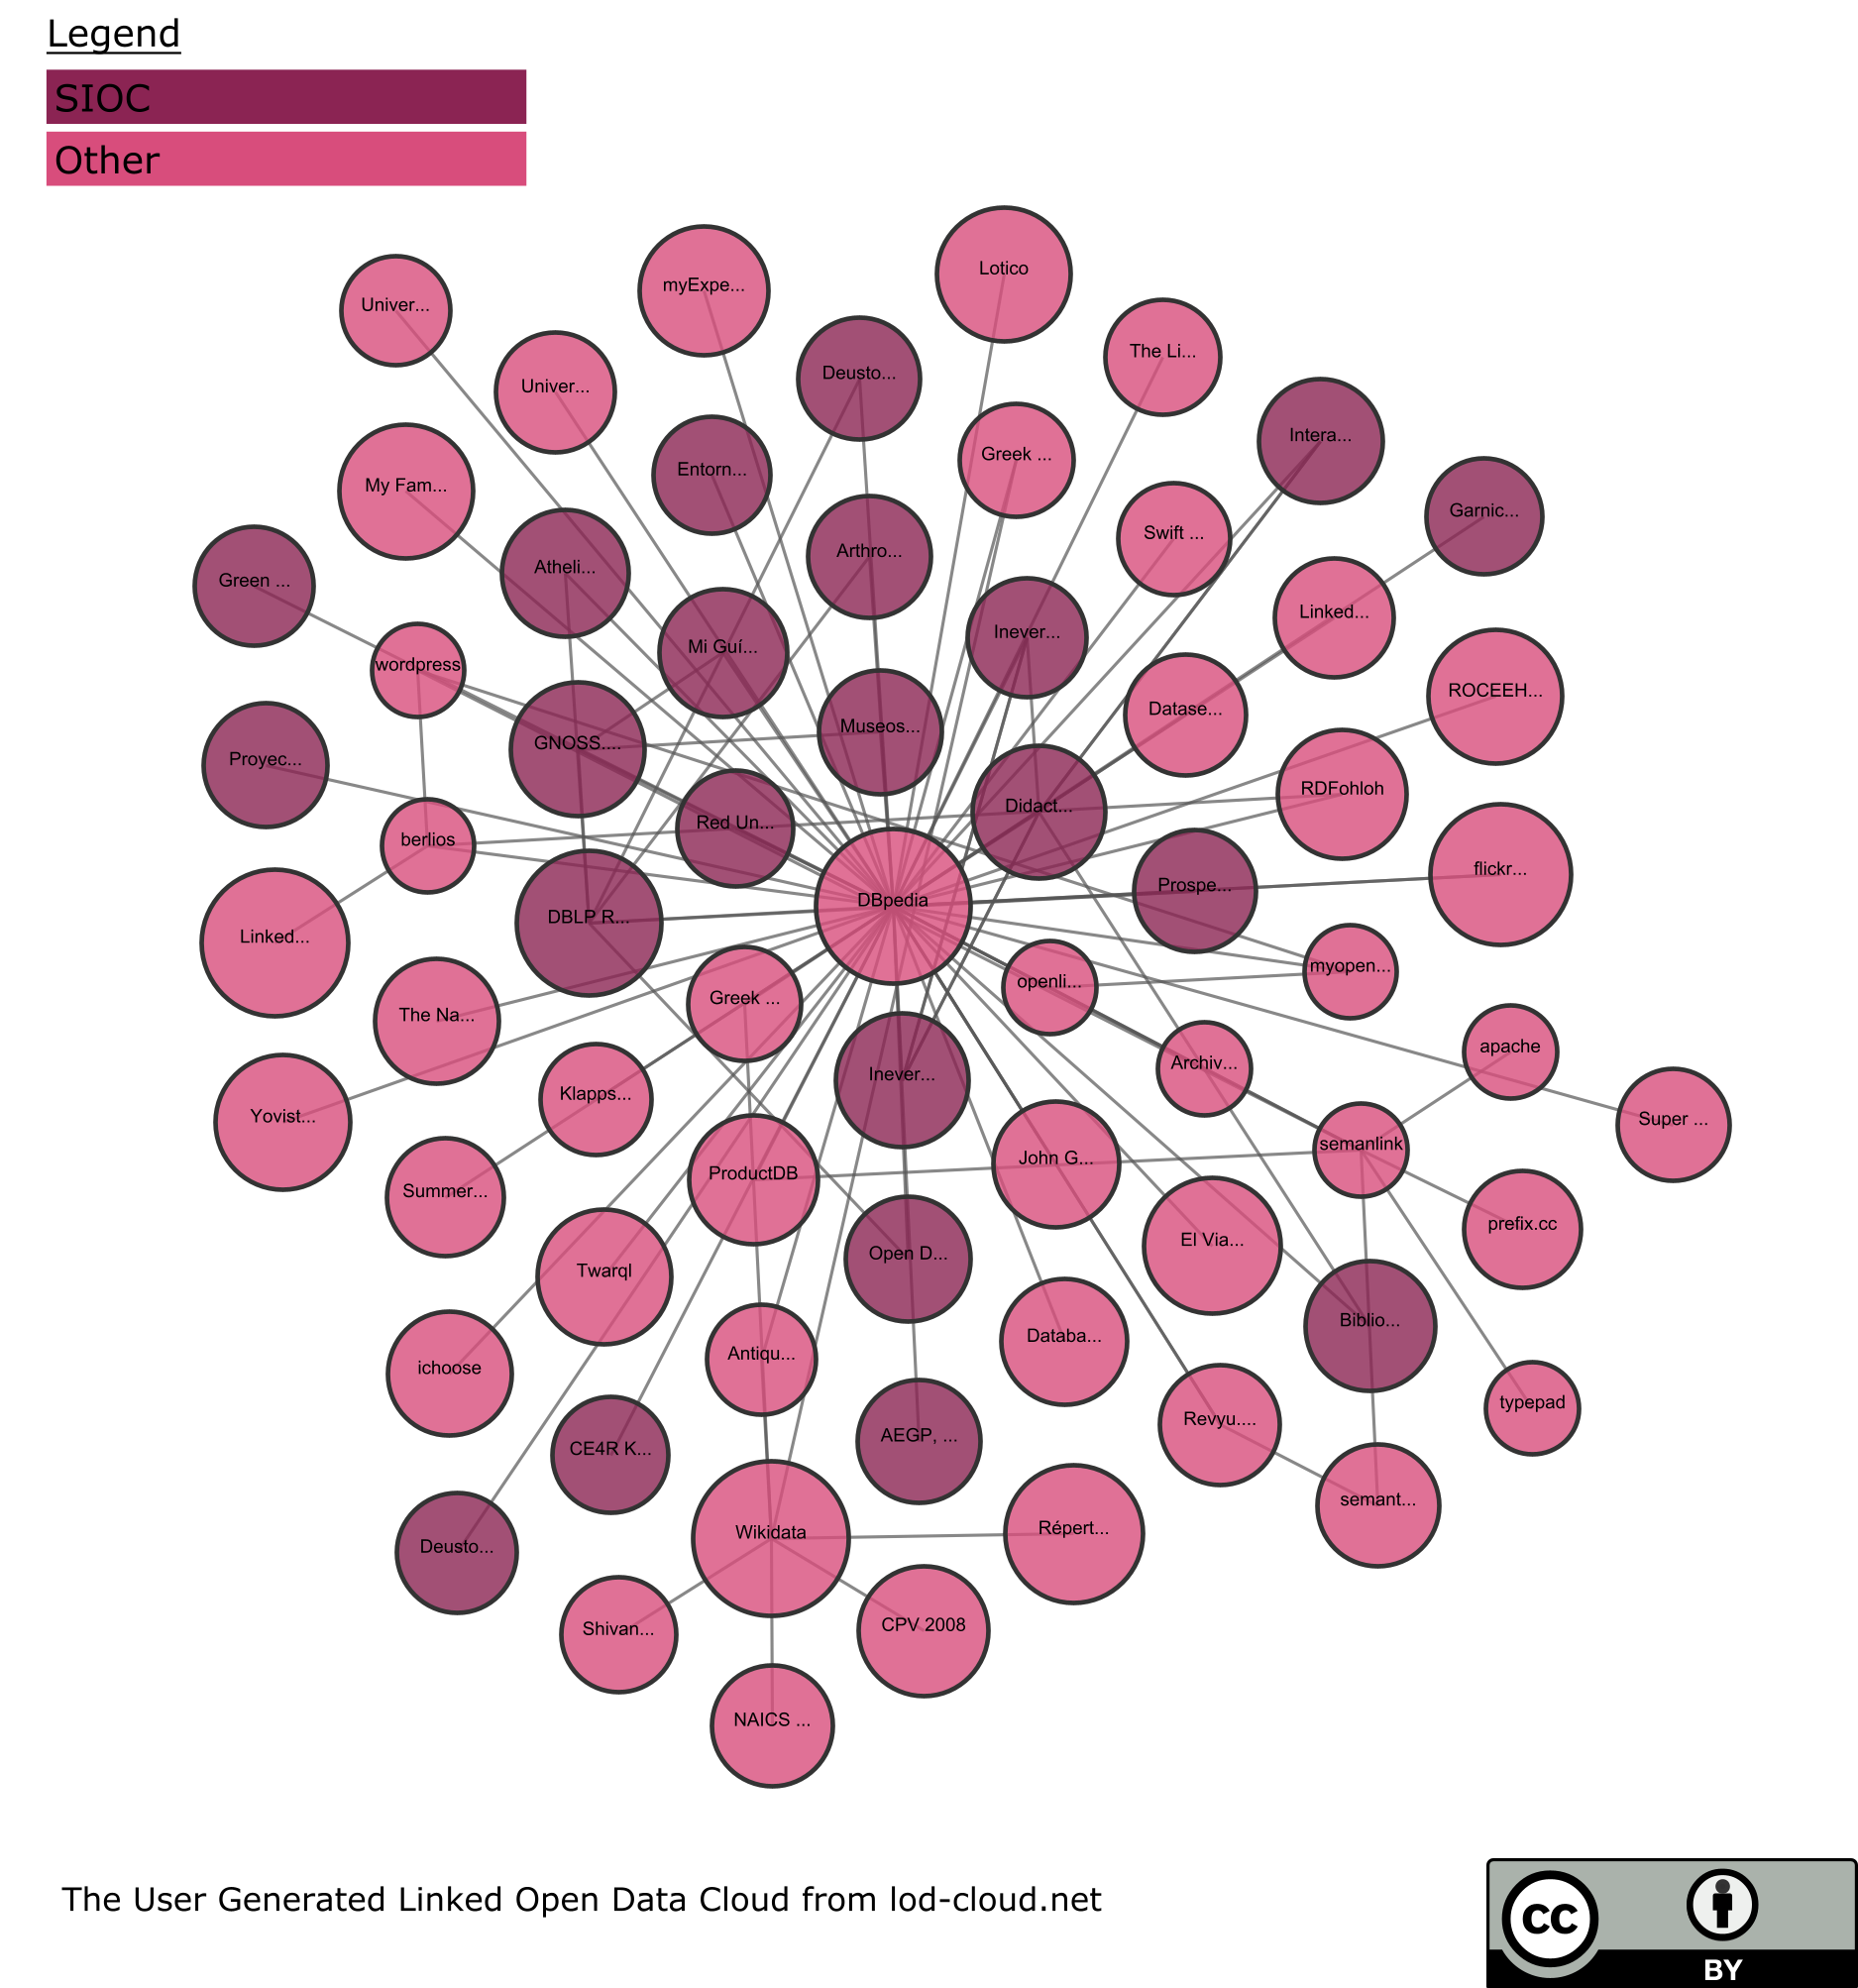 Legend
SIOC
Other
Lotico
myExpe...
Univer...
The Li...
Deusto...
Univer...
Intera...
Greek ...
Entorn...
My Fam...
Garnic...
Swift ...
Arthro...
Atheli...
Green ...
Linked...
Inever...
Mi Guí...
wordpress
ROCEEH...
Datase...
Museos...
GNOSS....
Proyec...
RDFohloh
Didact...
Red Un...
berlios
flickr...
Prospe...
DBpedia
DBLP R...
Linked...
myopen...
openli...
Greek ...
The Na...
apache
Archiv...
Inever...
Klapps...
Yovist...
Super ...
semanlink
John G...
ProductDB
Summer...
prefix.cc
El Via...
Open D...
Twarql
Biblio...
Databa...
Antiqu...
ichoose
typepad
Revyu....
AEGP, ...
CE4R K...
semant...
Répert...
Wikidata
Deusto...
CPV 2008
Shivan...
NAICS ...
The User Generated Linked Open Data Cloud from lod-cloud.net
cc
BY